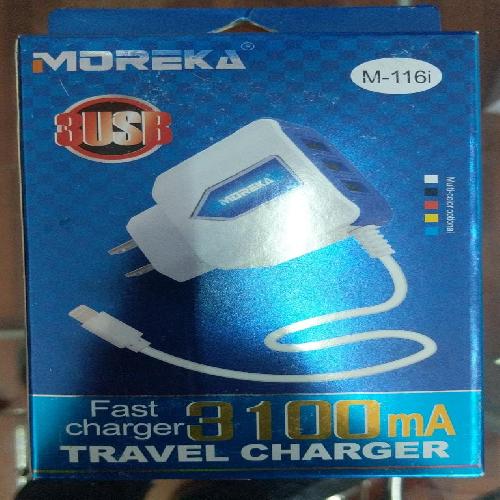 MOREKA®
M-116i
3USB
MOREKA
Multi-color optional
Fast
charger 3100mA
TRAVEL CHARGER